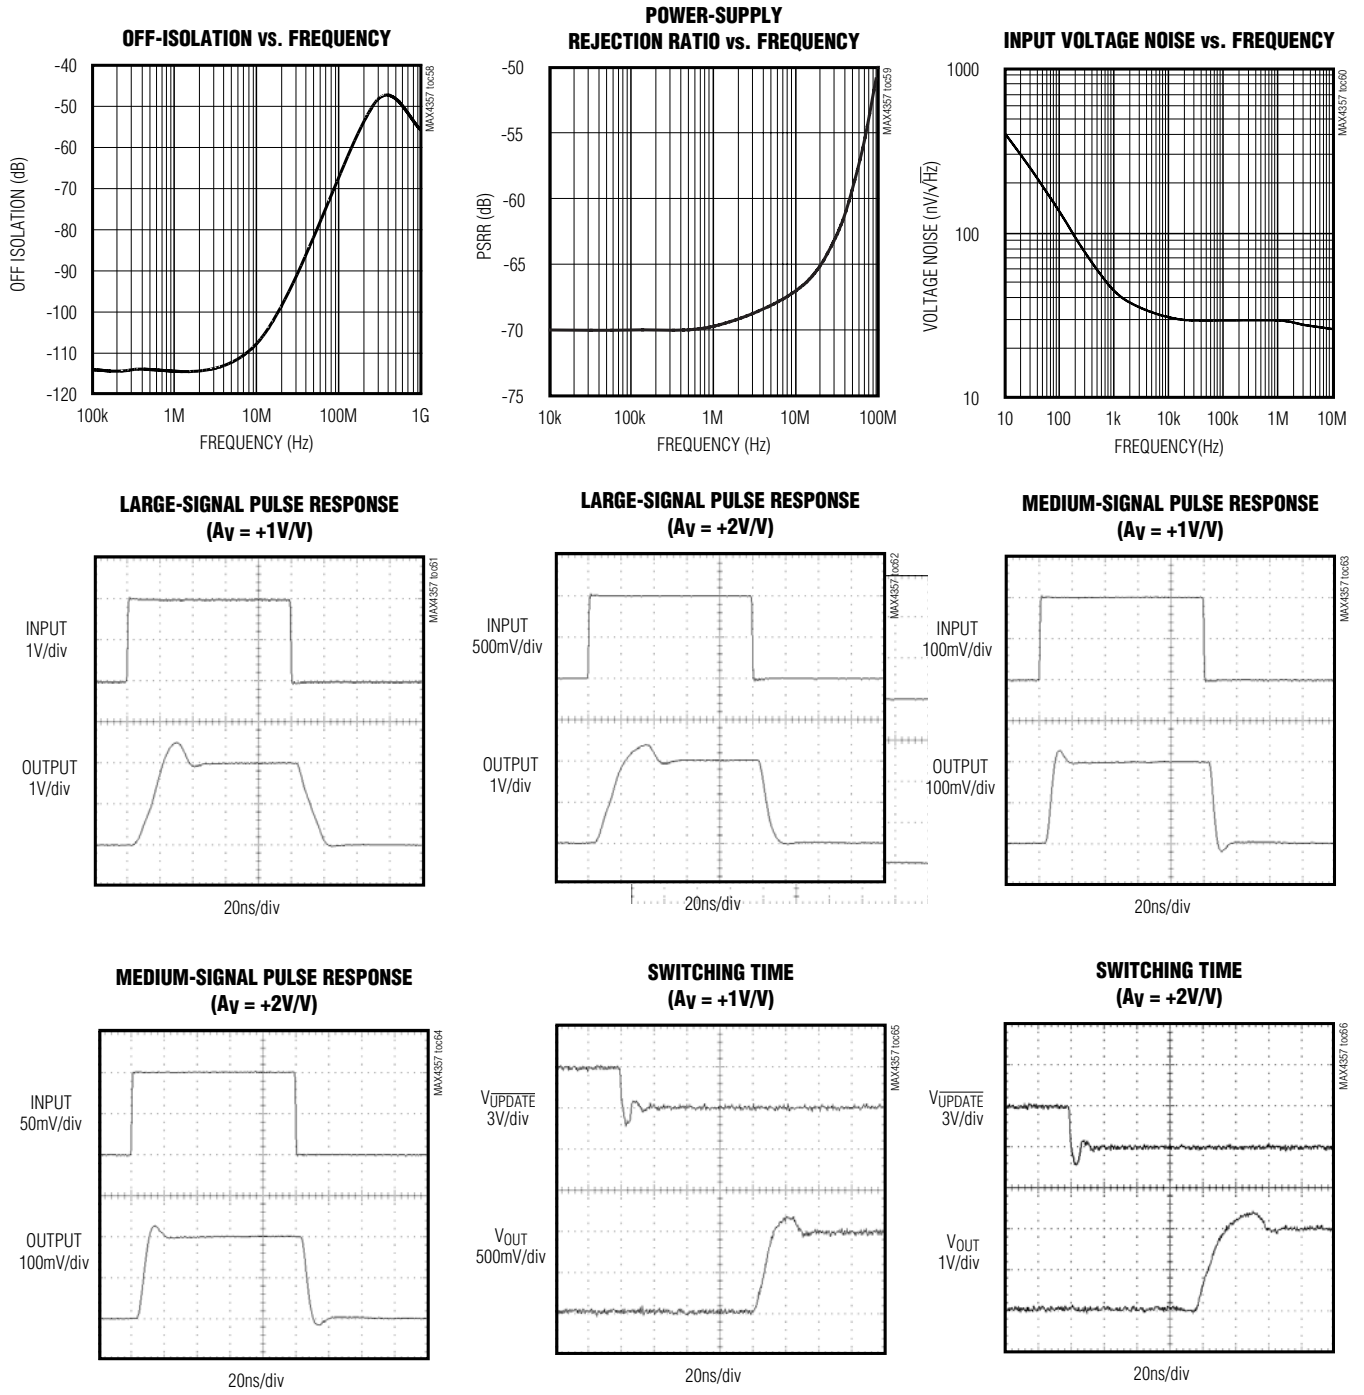 OFF-ISOLATION vs. FREQUENCY
-40
-50
-60
-70
-80
-90
-100
-110
-120
OFF ISOLATION (dB)
100k 1M 10M 100M 1G
FREQUENCY (Hz)
MAX4357 toc58
POWER-SUPPLY
REJECTION RATIO vs. FREQUENCY
-50
-55
-60
-65
-70
-75
PSRR (dB)
10k 100k 1M 10M 100M
FREQUENCY (Hz)
MAX4357 toc59
INPUT VOLTAGE NOISE vs. FREQUENCY
1000
100
10
VOLTAGE NOISE (nV/√Hz)
10 100 1k 10k 100k 1M 10M
FREQUENCY(Hz)
MAX4357 toc60
LARGE-SIGNAL PULSE RESPONSE
(AV = +1V/V)
INPUT
1V/div
OUTPUT
1V/div
20ns/div
MAX4357 toc61
LARGE-SIGNAL PULSE RESPONSE
(AV = +2V/V)
INPUT
500mV/div
OUTPUT
1V/div
20ns/div
MAX4357 toc62
MEDIUM-SIGNAL PULSE RESPONSE
(AV = +1V/V)
INPUT
100mV/div
OUTPUT
100mV/div
20ns/div
MAX4357 toc63
MEDIUM-SIGNAL PULSE RESPONSE
(AV = +2V/V)
INPUT
50mV/div
OUTPUT
100mV/div
20ns/div
MAX4357 toc64
SWITCHING TIME
(AV = +1V/V)
VUPDATE
3V/div
VOUT
500mV/div
20ns/div
MAX4357 toc65
SWITCHING TIME
(AV = +2V/V)
VUPDATE
3V/div
VOUT
1V/div
20ns/div
MAX4357 toc66